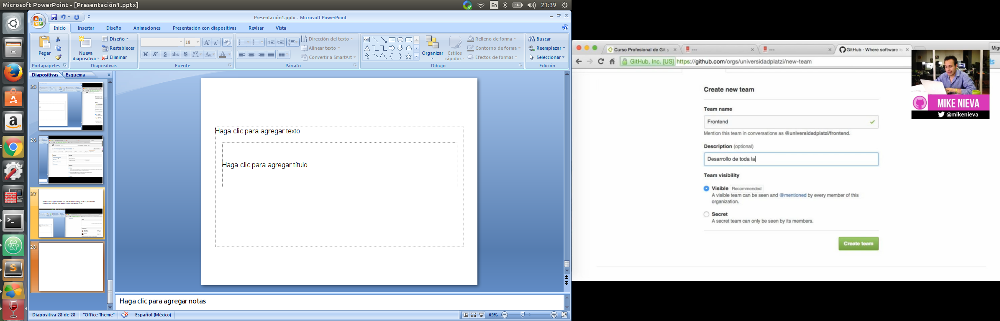 Microsoft PowerPoint - [Presentación1.pptx]
En
21:39
Presentación1.pptx - Microsoft PowerPoint
Inicio
Insertar
Diseño
Animaciones
Presentación con diapositivas
Revisar
Vista
Pegar
Portapapeles
Nueva diapositiva
Diseño
Restablecer
Eliminar
Diapositivas
18
N K S abc S AV Aa A
Fuente
Dirección del texto
Alinear texto
Convertir a SmartArt
Párrafo
Organizar
Estilos rápidos
Relleno de forma
Contorno de forma
Efectos de formas
Dibujo
Buscar
Reemplazar
Seleccionar
Edición
Diapositivas
Esquema
25
26
27
28
Haga clic para agregar texto
Haga clic para agregar título
Haga clic para agregar notas
Diapositiva 28 de 28
"Office Theme"
Español (México)
69%
Curso Profesional de Git y
---
---
GitHub · Where software is
Migu
GitHub, Inc. [US] https://github.com/orgs/universidadplatzi/new-team
Create new team
Team name
Frontend
Mention this team in conversations as @universidadplatzi/frontend.
Description (optional)
Desarrollo de toda la
Team visibility
Visible Recommended
A visible team can be seen and @mentioned by every member of this
organization.
Secret
A secret team can only be seen by its members.
Create team
MIKE NIEVA
@mikenieva